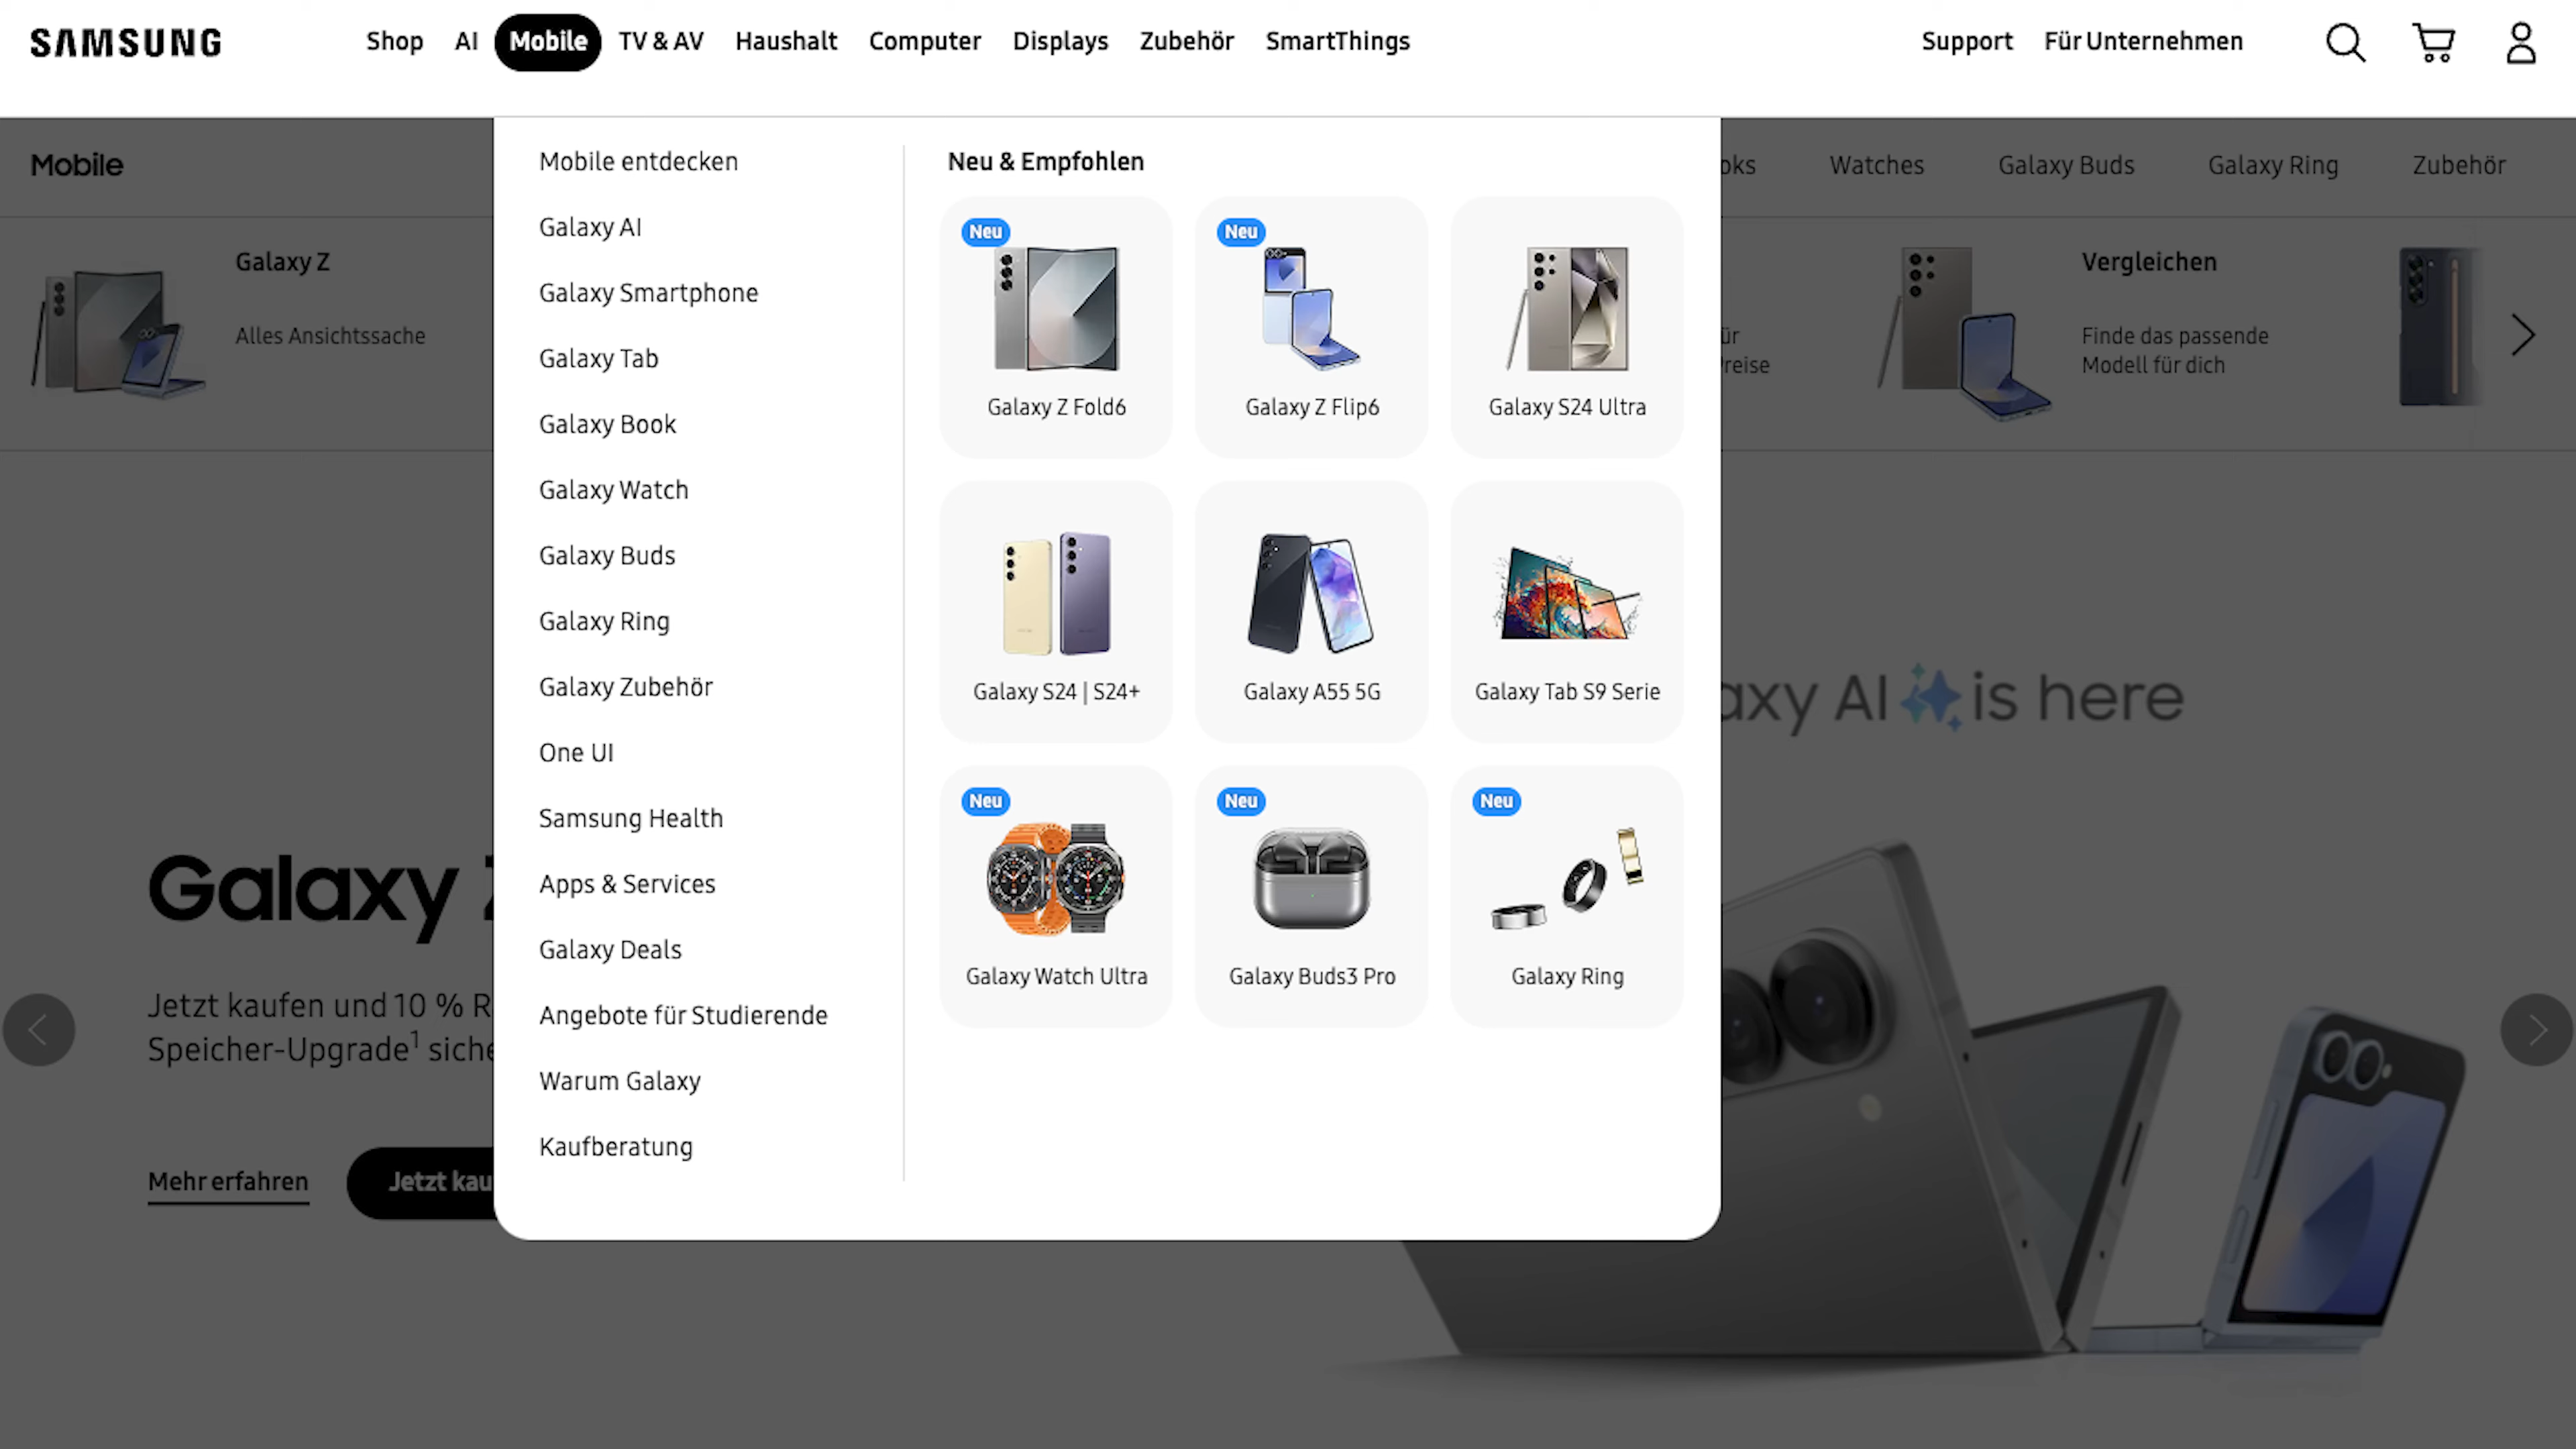 SAMSUNG
Shop
AI
Mobile
TV & AV
Haushalt
Computer
Displays
Zubehör
SmartThings
Support
Für Unternehmen
Mobile
Watches
Galaxy Buds
Galaxy Ring
Zubehör
Galaxy Z
Alles Ansichtssache
Vergleichen
Finde das passende
Modell für dich
Mobile entdecken
Galaxy AI
Galaxy Smartphone
Galaxy Tab
Galaxy Book
Galaxy Watch
Galaxy Buds
Galaxy Ring
Galaxy Zubehör
One UI
Samsung Health
Apps & Services
Galaxy Deals
Angebote für Studierende
Warum Galaxy
Kaufberatung
Neu & Empfohlen
Neu
Galaxy Z Fold6
Neu
Galaxy Z Flip6
Galaxy S24 Ultra
Galaxy S24 | S24+
Galaxy A55 5G
Galaxy Tab S9 Serie
Neu
Galaxy Watch Ultra
Neu
Galaxy Buds3 Pro
Neu
Galaxy Ring
AI is here
Galaxy
Jetzt kaufen und 10 % R
Speicher-Upgrade¹ siche
Mehr erfahren
Jetzt kau